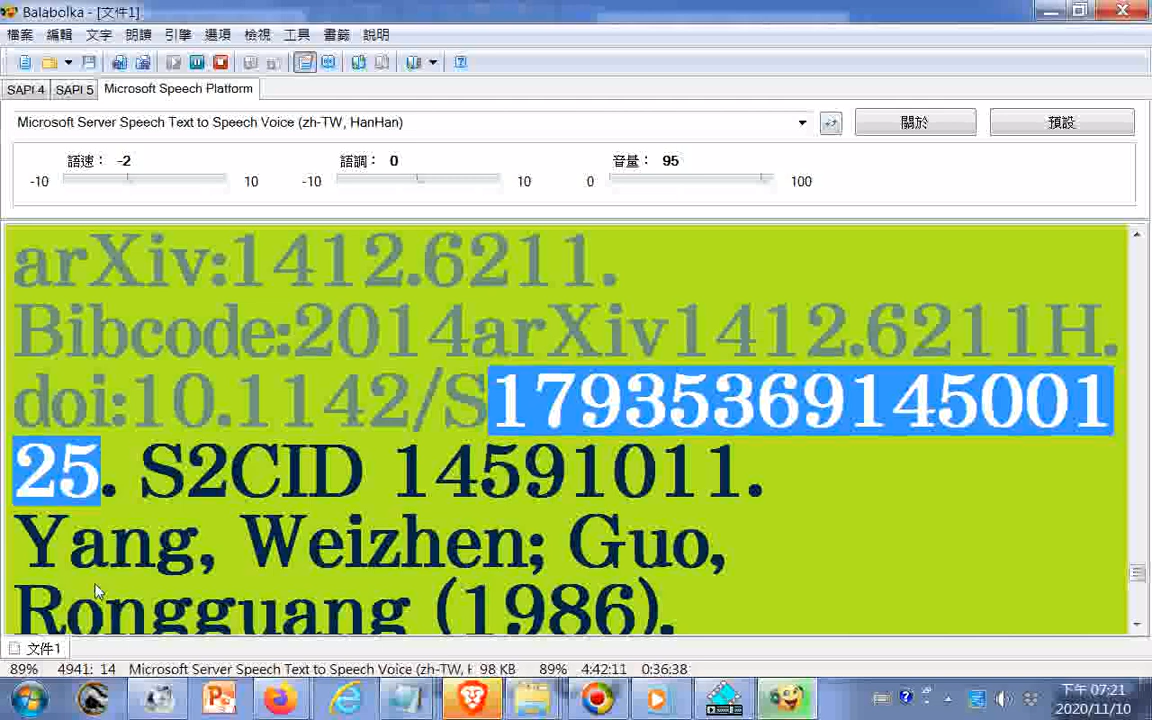 Balabolka - [文件1]
檔案 編輯 文字 朗讀 引擎 選項 檢視 工具 書籤 說明
SAPI 4 SAPI 5 Microsoft Speech Platform
Microsoft Server Speech Text to Speech Voice (zh-TW, HanHan) 關於 預設
語速： -2 語調： 0 音量： 95
-10 10 -10 10 0 100
arXiv:1412.6211.
Bibcode:2014arXiv1412.6211H.
doi:10.1142/S17935369145001
25. S2CID 14591011.
Yang, Weizhen; Guo,
Rongguang (1986).
文件1
89% 4941: 14 Microsoft Server Speech Text to Speech Voice (zh-TW, 98 KB 89% 4:42:11 0:36:38
下午 07:21
2020/11/10